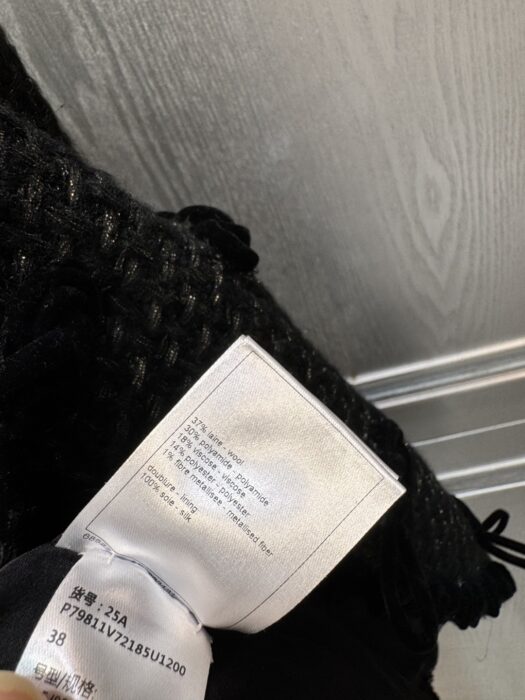 37% laine - wool
30% polyamide - polyamide
18% viscose - viscose
14% polyester - polyester
1% fibre metallisee - metallised fiber
doublure - lining
100% soie - silk
货号：25A
P79811V72185U1200
38
号型/规格: